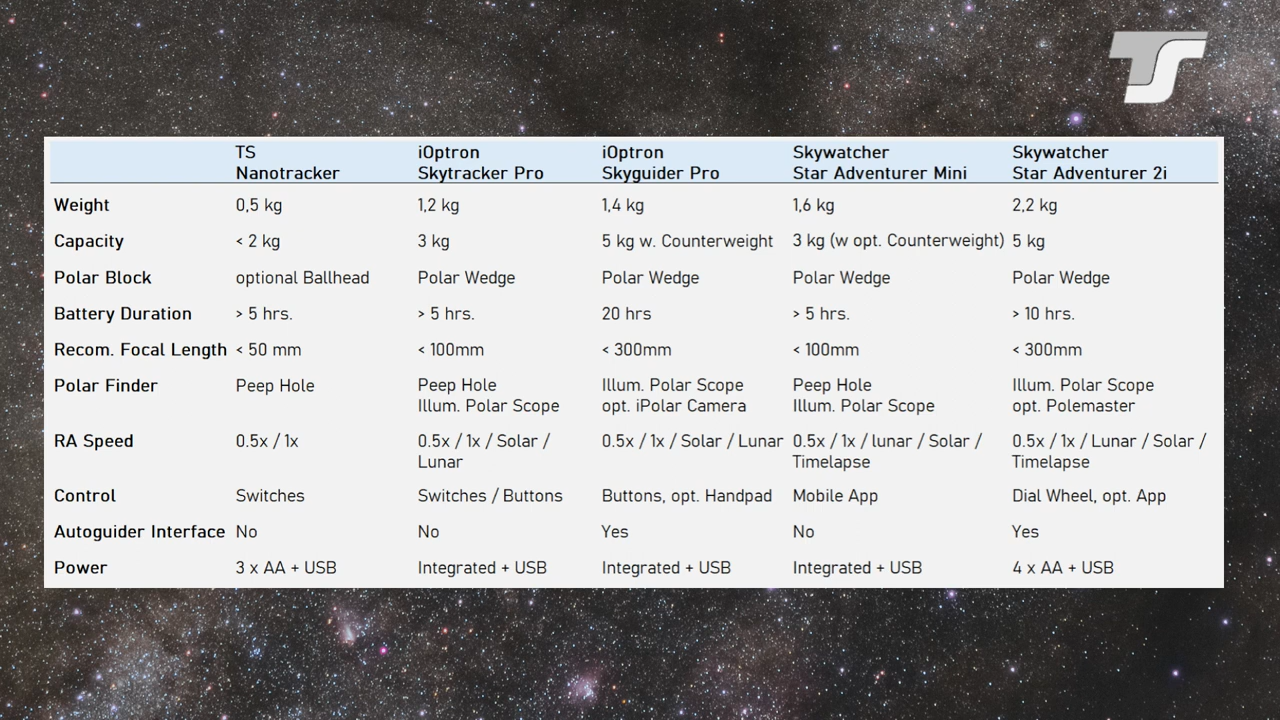 TS
TS iOptron iOptron Skywatcher Skywatcher
Nanotracker Skytracker Pro Skyguider Pro Star Adventurer Mini Star Adventurer 2i
Weight 0,5 kg 1,2 kg 1,4 kg 1,6 kg 2,2 kg
Capacity < 2 kg 3 kg 5 kg w. Counterweight 3 kg (w opt. Counterweight) 5 kg
Polar Block optional Ballhead Polar Wedge Polar Wedge Polar Wedge Polar Wedge
Battery Duration > 5 hrs. > 5 hrs. 20 hrs > 5 hrs. > 10 hrs.
Recom. Focal Length < 50 mm < 100mm < 300mm < 100mm < 300mm
Polar Finder Peep Hole Peep Hole Illum. Polar Scope Peep Hole Illum. Polar Scope
Illum. Polar Scope opt. iPolar Camera Illum. Polar Scope opt. Polemaster
RA Speed 0.5x / 1x 0.5x / 1x / Solar / 0.5x / 1x / Solar / Lunar 0.5x / 1x / lunar / Solar / 0.5x / 1x / Lunar / Solar /
Lunar Timelapse Timelapse
Control Switches Switches / Buttons Buttons, opt. Handpad Mobile App Dial Wheel, opt. App
Autoguider Interface No No Yes No Yes
Power 3 x AA + USB Integrated + USB Integrated + USB Integrated + USB 4 x AA + USB